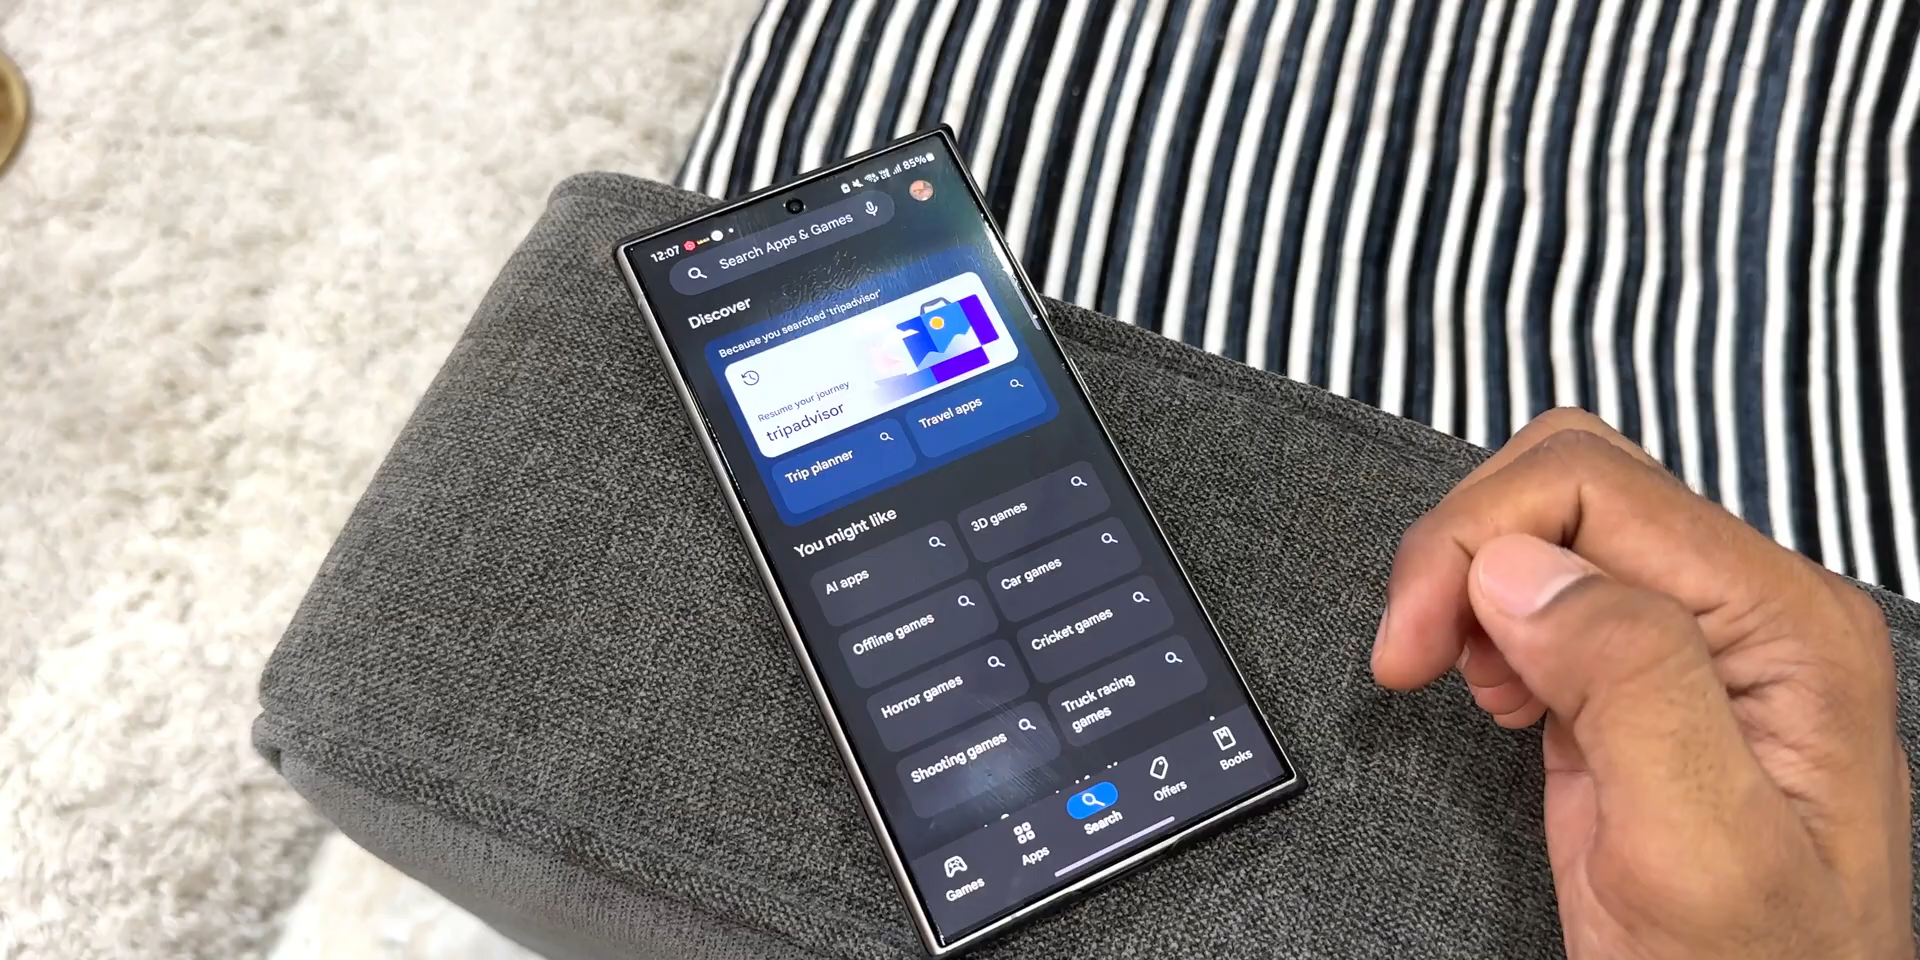 12:07
85%
Search Apps & Games
Discover
Because you searched 'tripadvisor'
Resume your journey
tripadvisor
Trip planner
Travel apps
You might like
AI apps
3D games
Offline games
Car games
Horror games
Cricket games
Shooting games
Truck racing
games
Games
Apps
Search
Offers
Books